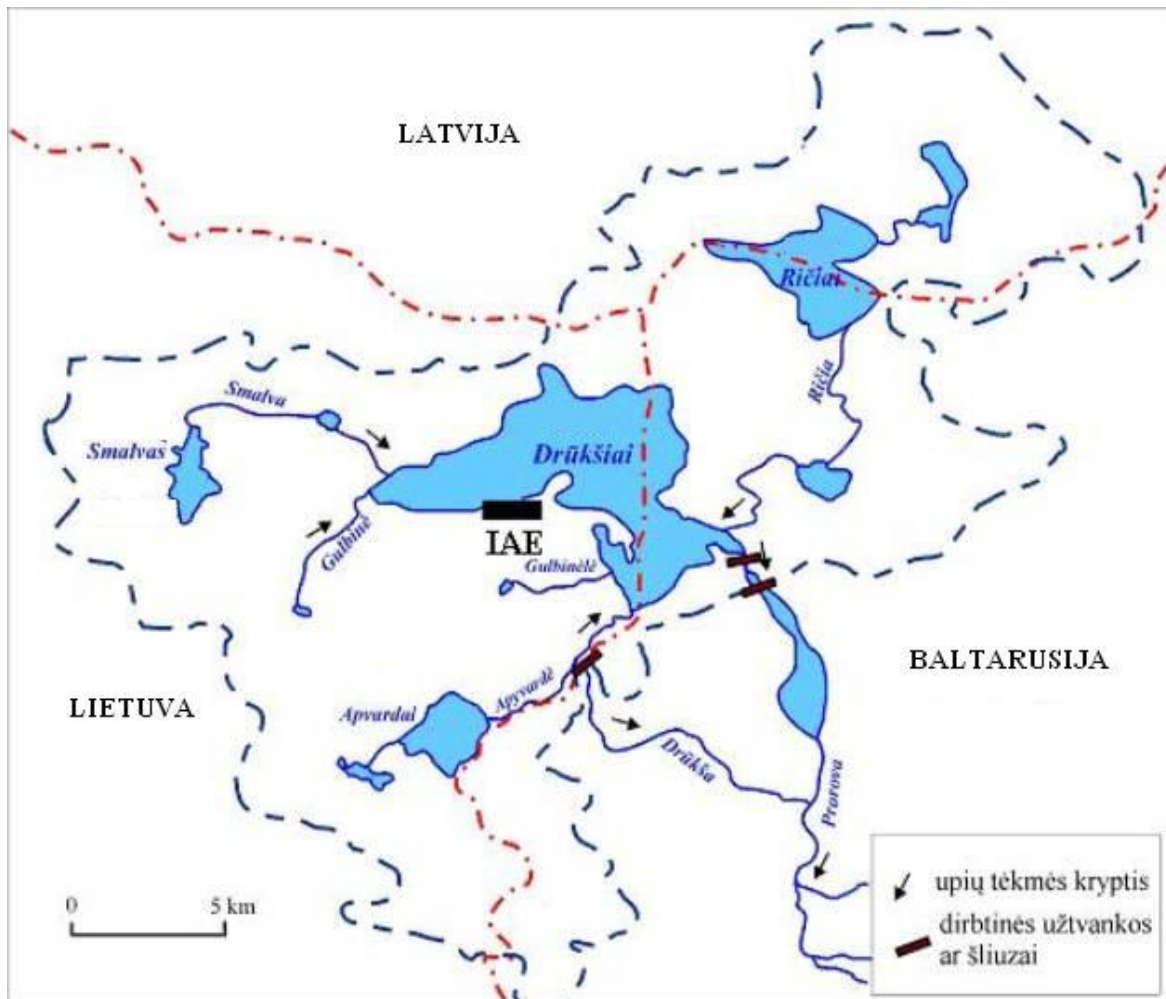 LATVIJA
Ričiai
Ričia
Smalva
Smalvas
Drūkšiai
IAE
Gulbinė
Gulbinėlė
BALTARUSIJA
LIETUVA
Apvardai
Apyvardė
Drūkša
Prorova
0 5 km
upių tėkmės kryptis
dirbtinės užtvankos
ar šliuzai